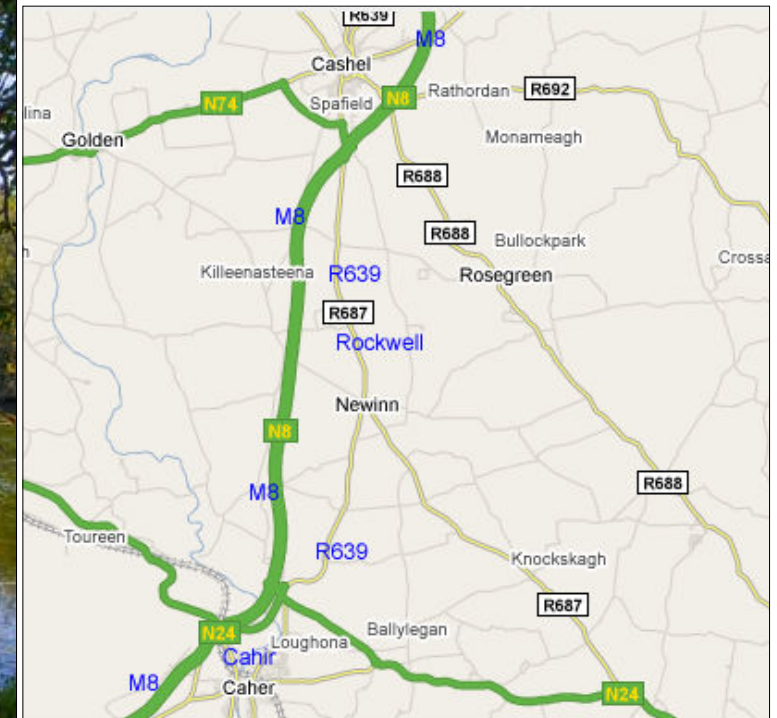 R639
M8
Cashel
N74
Spafield
N8
Rathordan
R692
lina
Golden
Monameagh
R688
M8
R688
Bullockpark
Crossa
Killeenasteena
R639
Rosegreen
R687
Rockwell
Newinn
N8
M8
R688
Toureen
R639
Knockskagh
R687
N24
Loughona
Ballylegan
Cahir
M8
Caher
N24